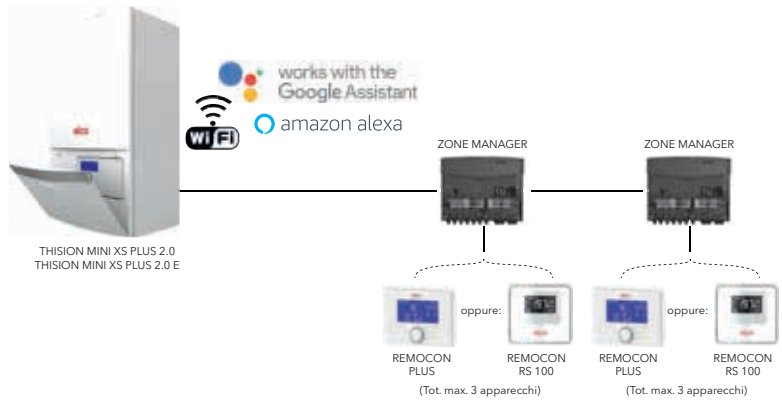 works with the
Google Assistant
WiFi
amazon alexa
ZONE MANAGER
ZONE MANAGER
THISION MINI XS PLUS 2.0
THISION MINI XS PLUS 2.0 E
oppure:
oppure:
REMOCON
PLUS
REMOCON
RS 100
REMOCON
PLUS
REMOCON
RS 100
(Tot. max. 3 apparecchi)
(Tot. max. 3 apparecchi)